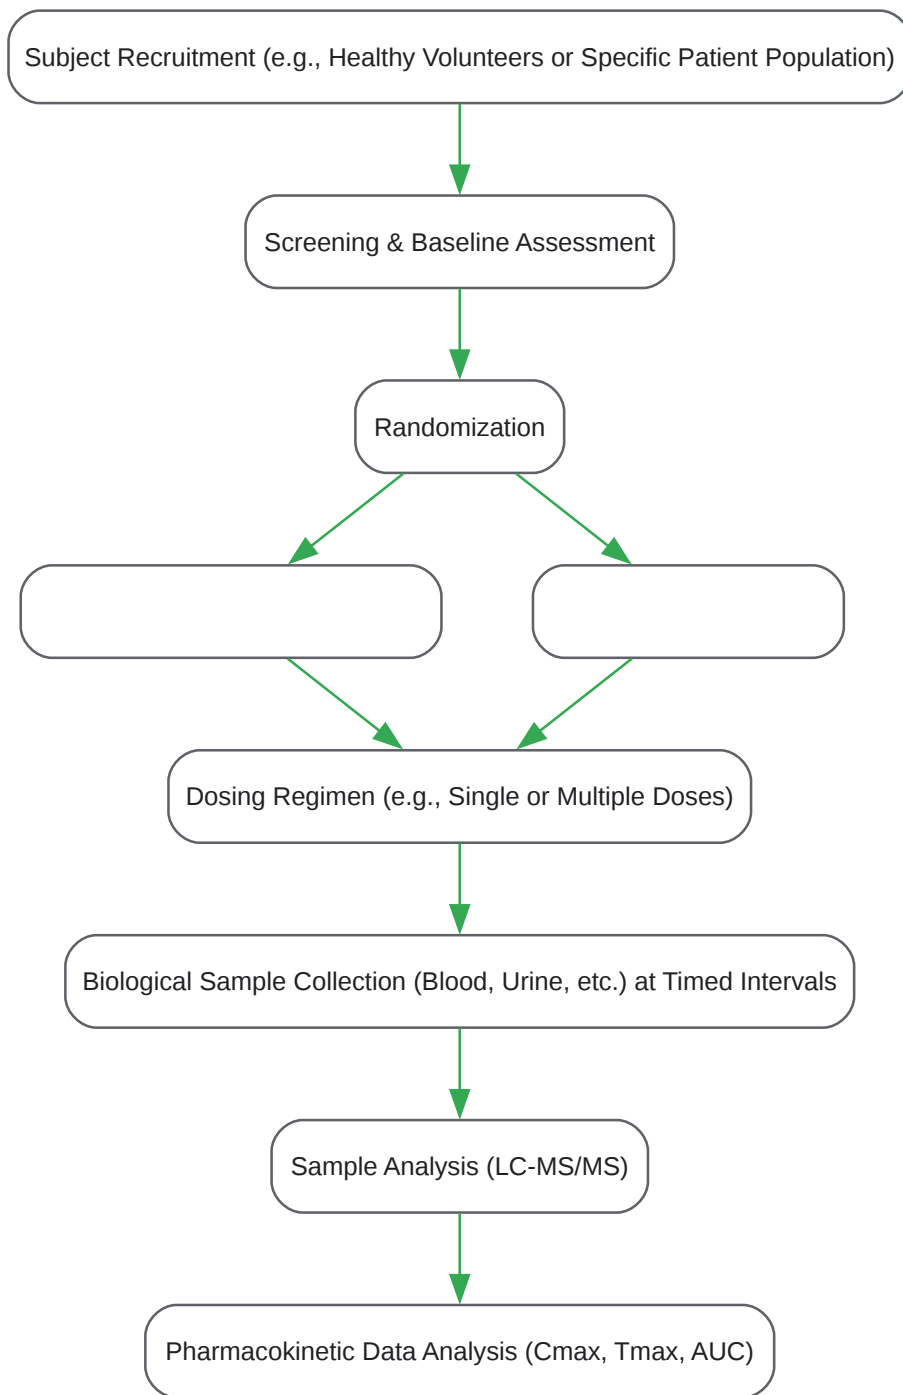 Subject Recruitment (e.g., Healthy Volunteers or Specific Patient Population)
Screening & Baseline Assessment
Randomization
Dosing Regimen (e.g., Single or Multiple Doses)
Biological Sample Collection (Blood, Urine, etc.) at Timed Intervals
Sample Analysis (LC-MS/MS)
Pharmacokinetic Data Analysis (Cmax, Tmax, AUC)